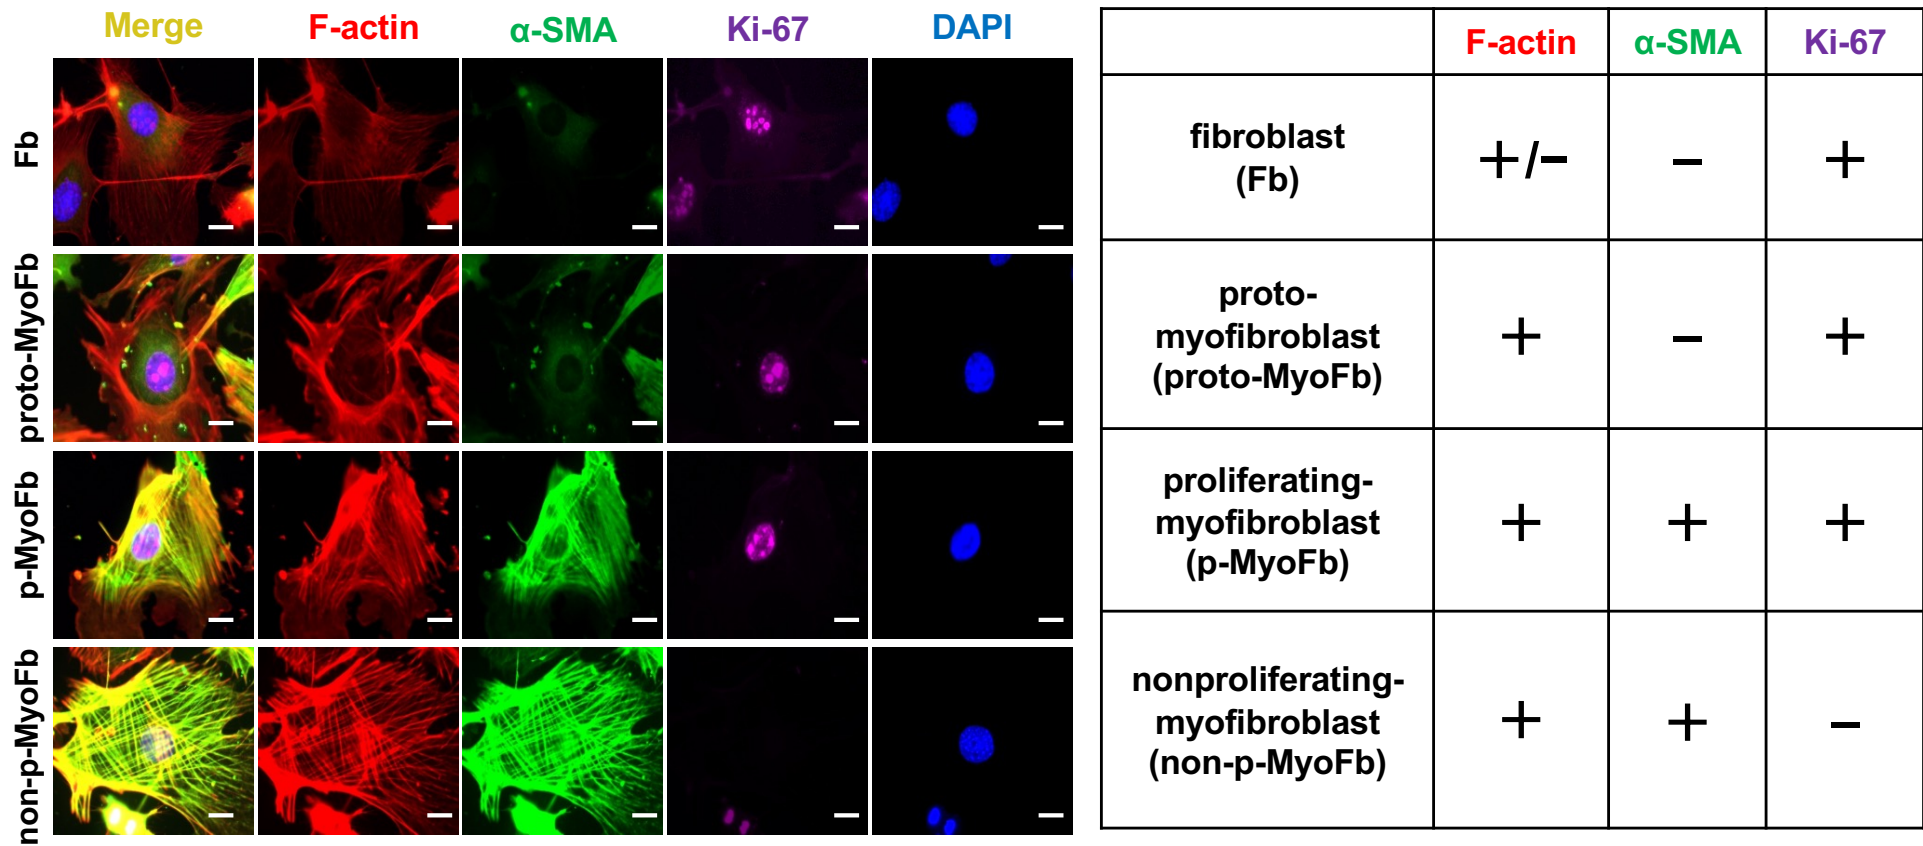 Merge F-actin α-SMA Ki-67 DAPI
Fb
proto-MyoFb
p-MyoFb
non-p-MyoFb
F-actin α-SMA Ki-67
fibroblast
(Fb)
+/− − +
proto-
myofibroblast
(proto-MyoFb)
+ − +
proliferating-
myofibroblast
(p-MyoFb)
+ + +
nonproliferating-
myofibroblast
(non-p-MyoFb)
+ + −